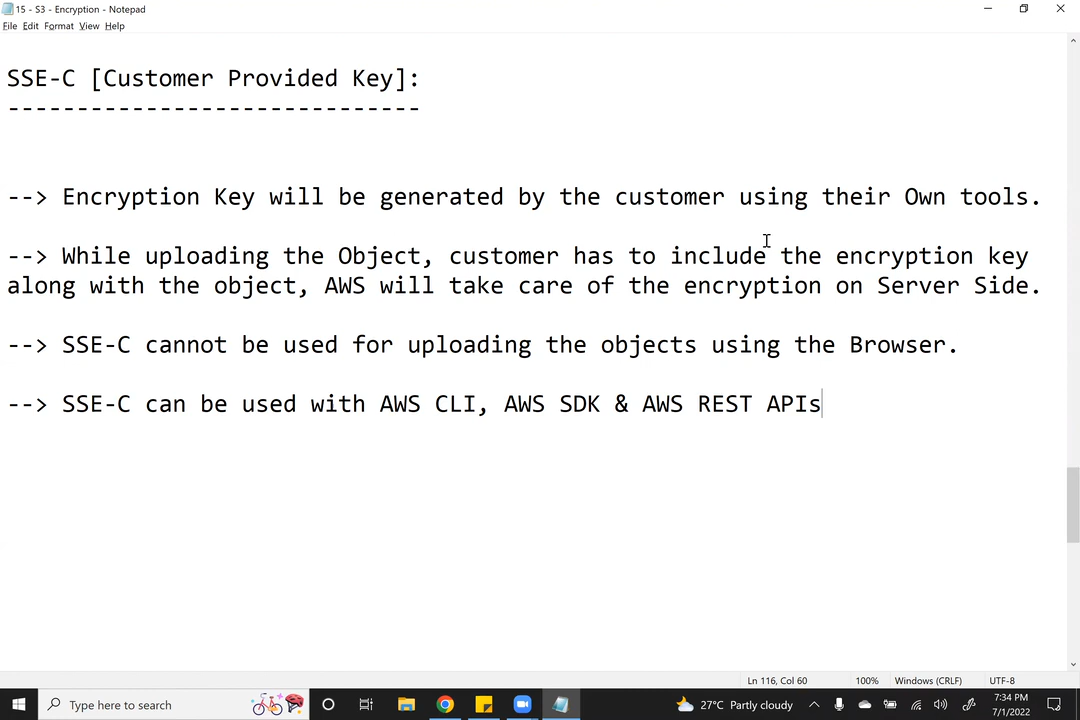 15 - S3 - Encryption - Notepad
File Edit Format View Help
SSE-C [Customer Provided Key]:
------------------------------
--> Encryption Key will be generated by the customer using their Own tools.
--> While uploading the Object, customer has to include the encryption key
along with the object, AWS will take care of the encryption on Server Side.
--> SSE-C cannot be used for uploading the objects using the Browser.
--> SSE-C can be used with AWS CLI, AWS SDK & AWS REST APIs
Ln 116, Col 60 100% Windows (CRLF) UTF-8
Type here to search 27°C Partly cloudy 7:34 PM
7/1/2022